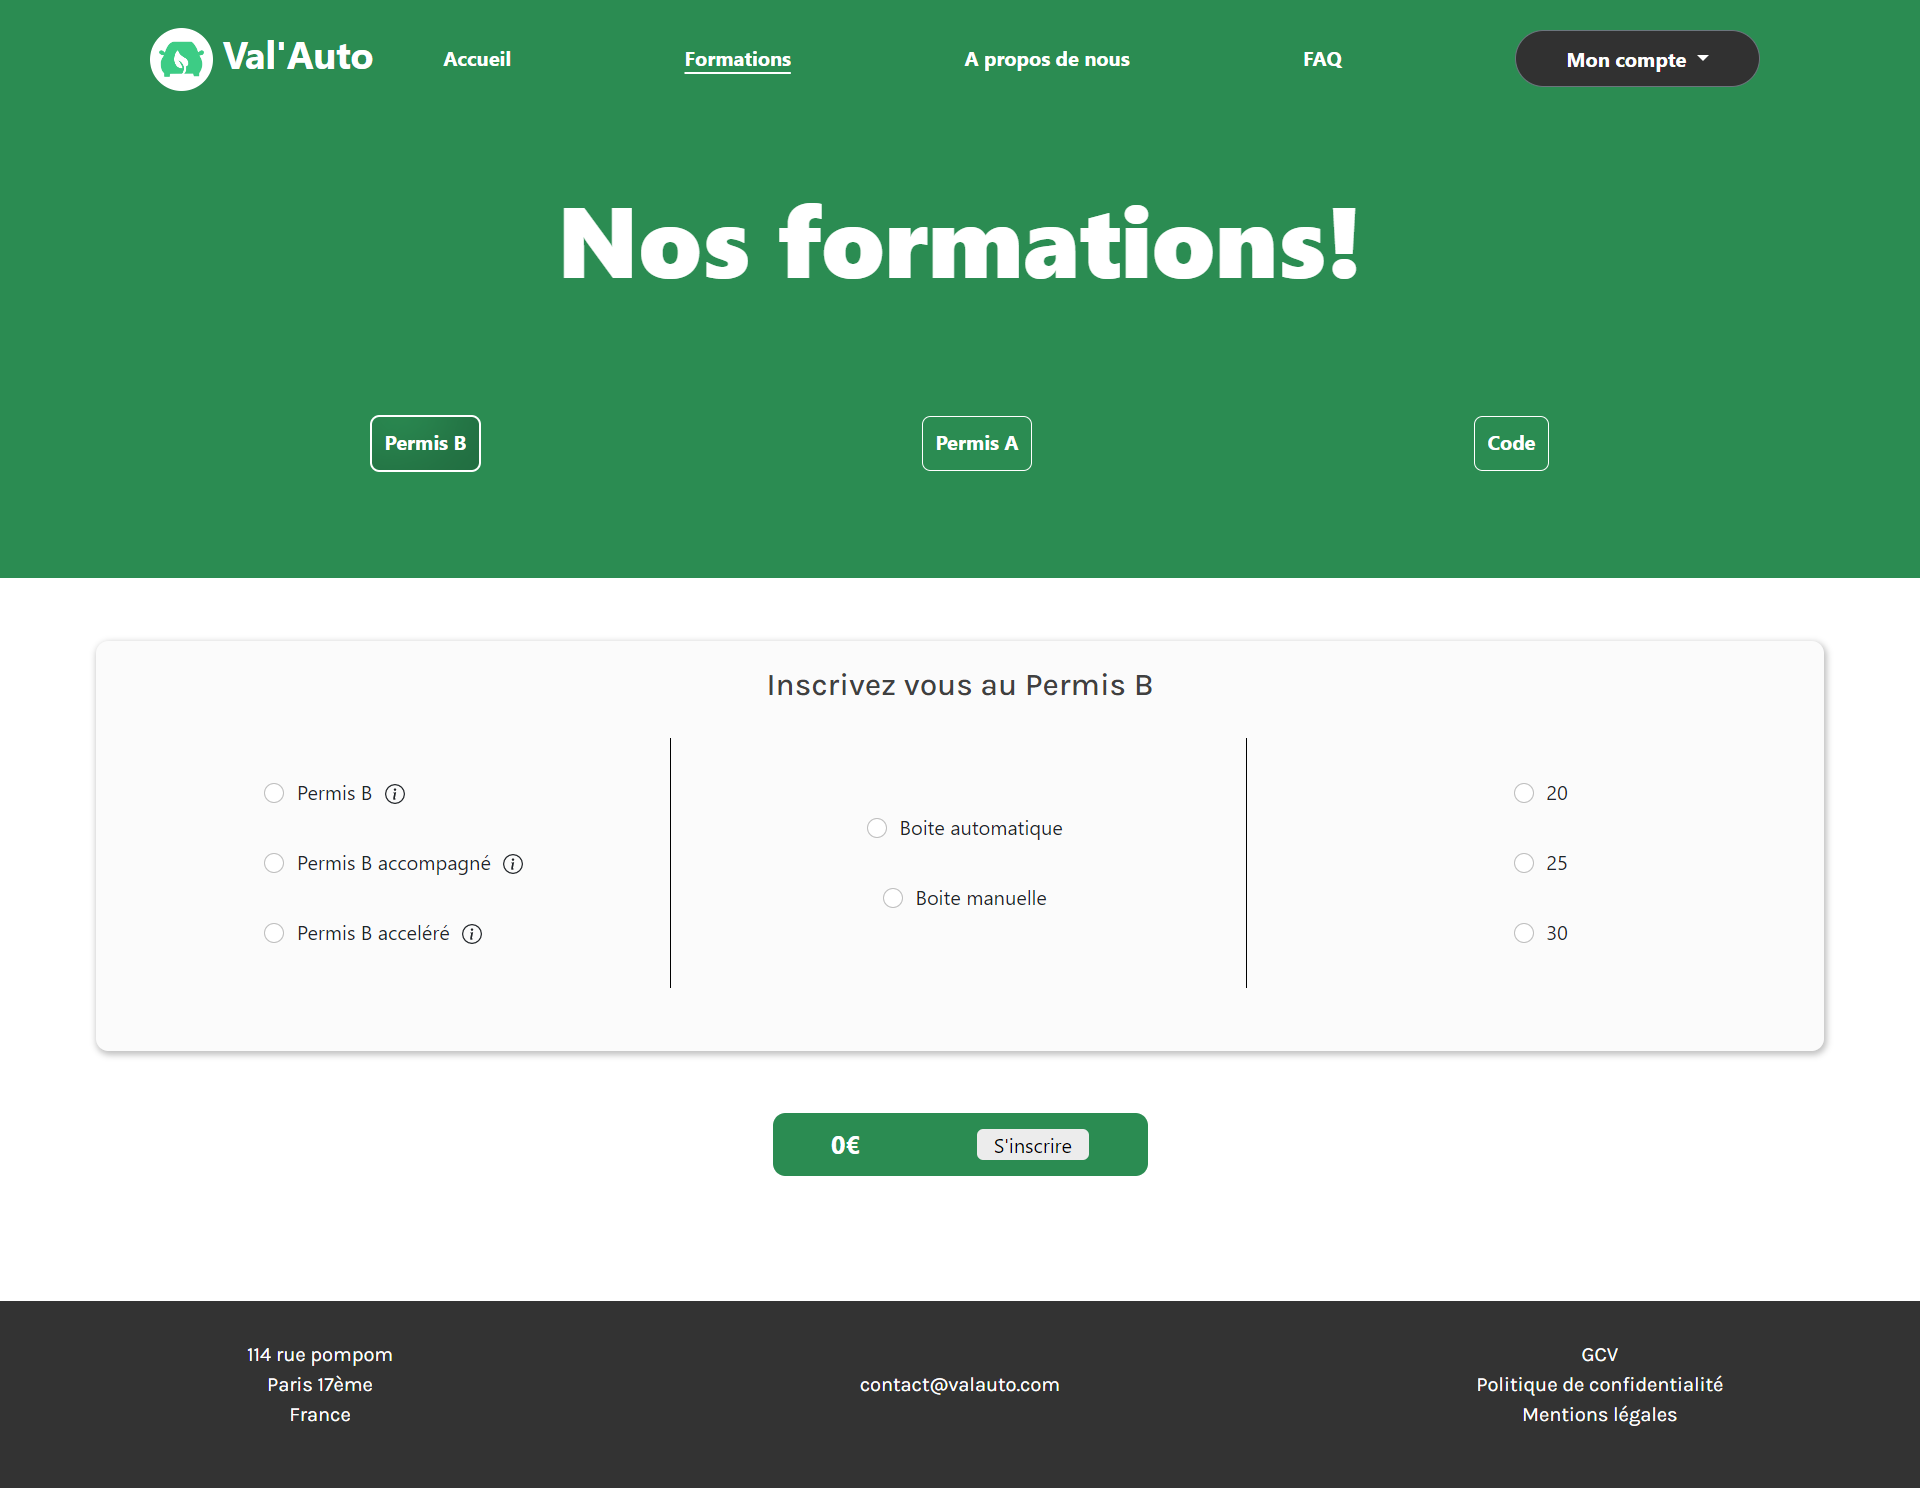 Val'Auto
Accueil
Formations
A propos de nous
FAQ
Mon compte
Nos formations!
Permis B
Permis A
Code
Inscrivez vous au Permis B
Permis B
Permis B accompagné
Permis B acceléré
Boite automatique
Boite manuelle
20
25
30
0€
S'inscrire
114 rue pompom
Paris 17ème
France
contact@valauto.com
GCV
Politique de confidentialité
Mentions légales